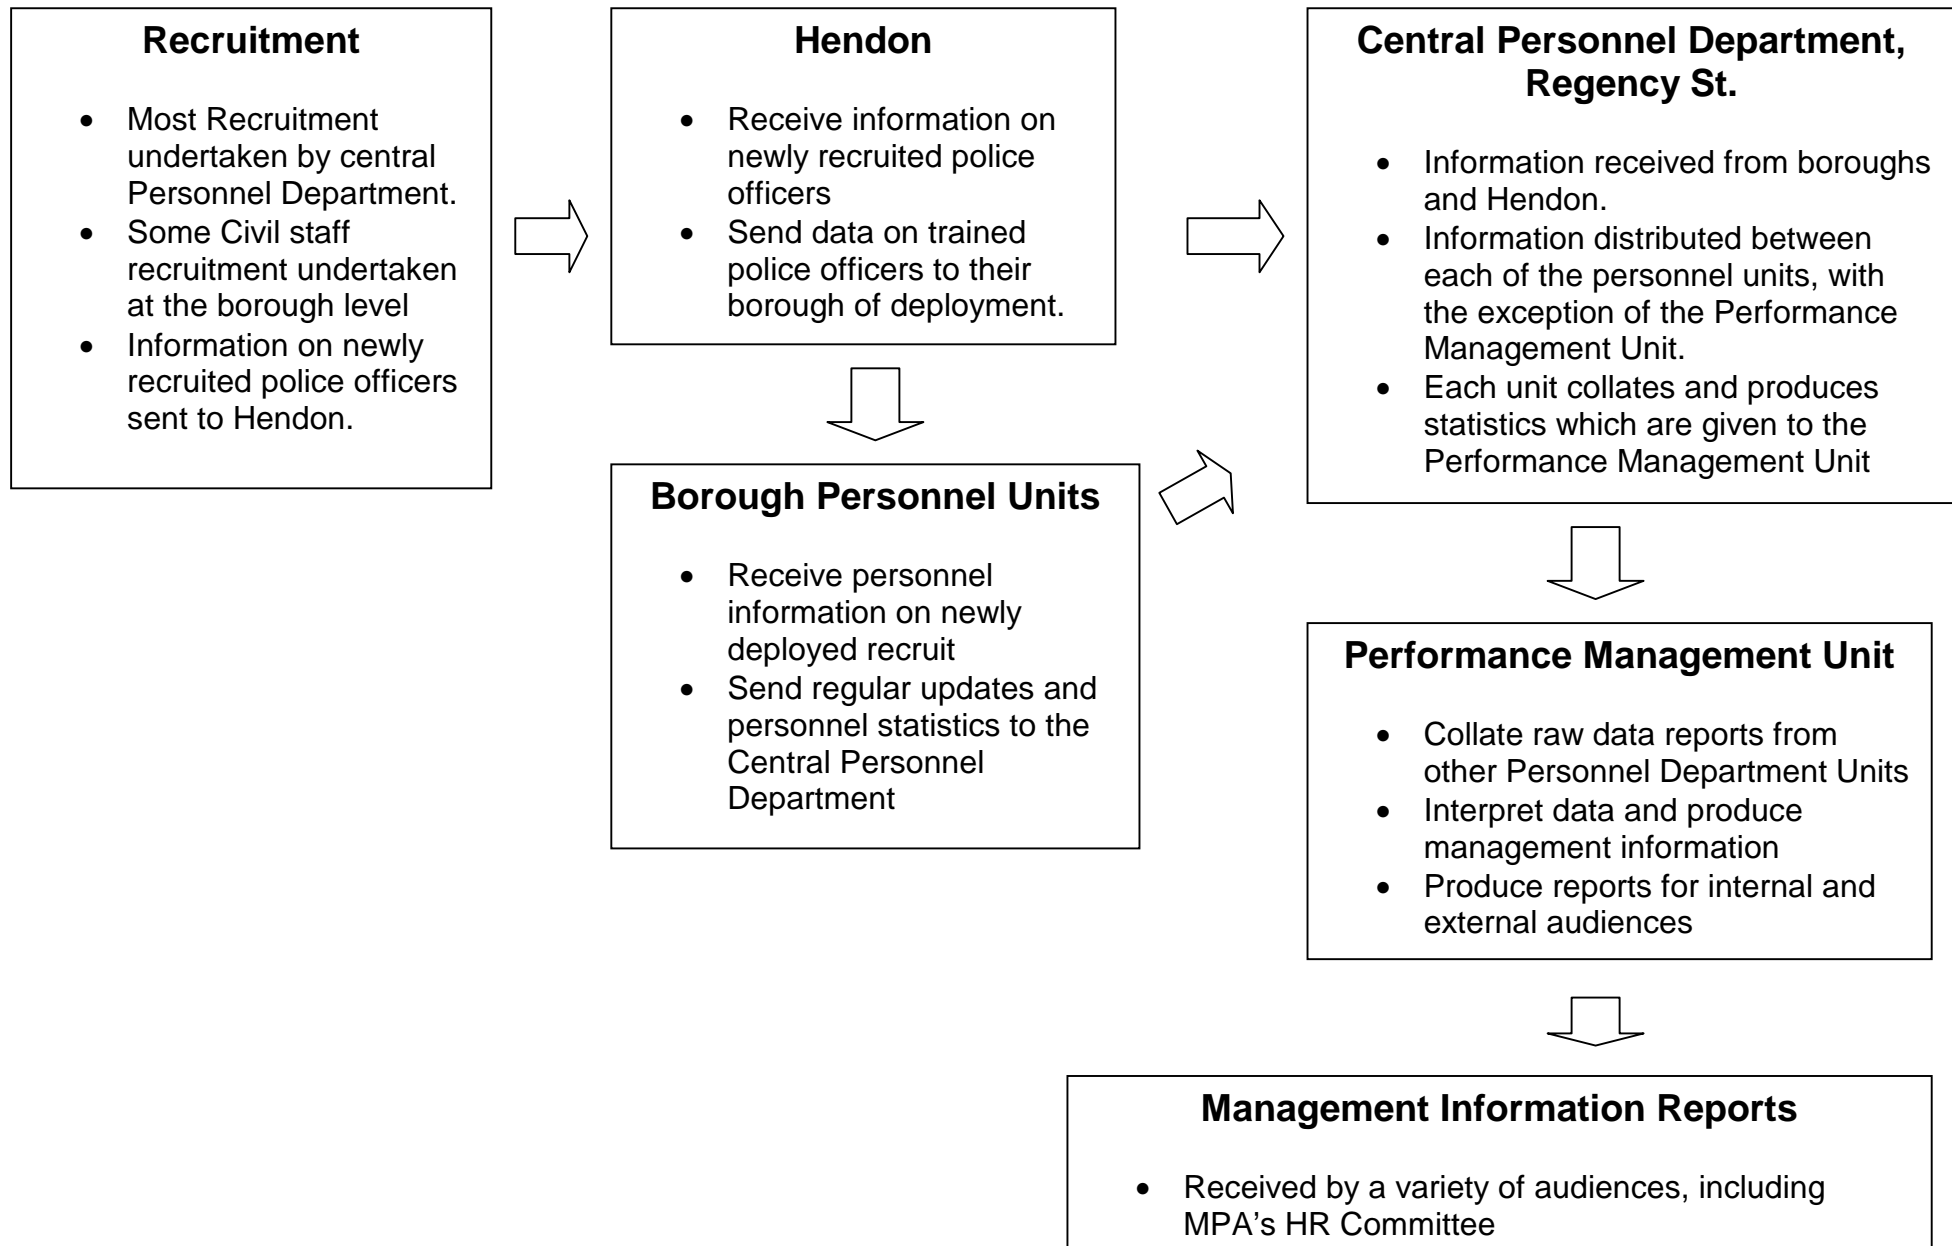 Recruitment
• Most Recruitment
undertaken by central
Personnel Department.
• Some Civil staff
recruitment undertaken
at the borough level
• Information on newly
recruited police officers
sent to Hendon.
Hendon
• Receive information on
newly recruited police
officers
• Send data on trained
police officers to their
borough of deployment.
Central Personnel Department,
Regency St.
• Information received from boroughs
and Hendon.
• Information distributed between
each of the personnel units, with
the exception of the Performance
Management Unit.
• Each unit collates and produces
statistics which are given to the
Performance Management Unit
Borough Personnel Units
• Receive personnel
information on newly
deployed recruit
• Send regular updates and
personnel statistics to the
Central Personnel
Department
Performance Management Unit
• Collate raw data reports from
other Personnel Department Units
• Interpret data and produce
management information
• Produce reports for internal and
external audiences
Management Information Reports
• Received by a variety of audiences, including
MPA's HR Committee